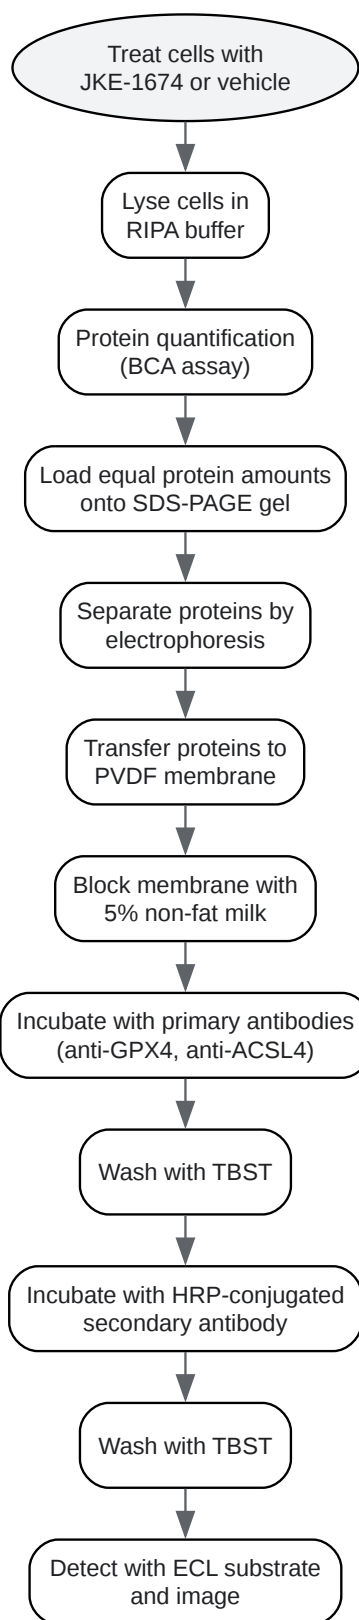 Treat cells with
JKE-1674 or vehicle
Lyse cells in
RIPA buffer
Protein quantification
(BCA assay)
Load equal protein amounts
onto SDS-PAGE gel
Separate proteins by
electrophoresis
Transfer proteins to
PVDF membrane
Block membrane with
5% non-fat milk
Incubate with primary antibodies
(anti-GPX4, anti-ACSL4)
Wash with TBST
Incubate with HRP-conjugated
secondary antibody
Wash with TBST
Detect with ECL substrate
and image